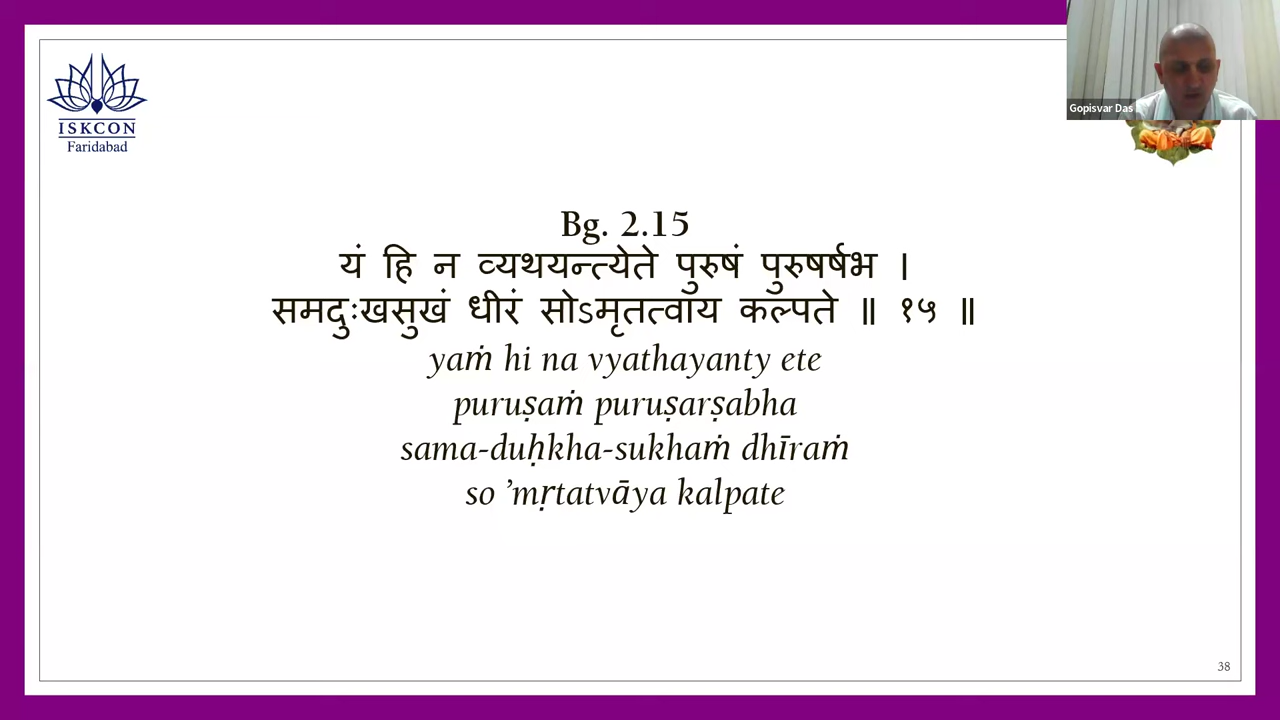 ISKCON
Faridabad
Gopisvar Das
Bg. 2.15
यं हि न व्यथयन्त्येते पुरुषं पुरुषर्षभ ।
समदुःखसुखं धीरं सोऽमृतत्वाय कल्पते ॥ १५ ॥
yaṁ hi na vyathayanty ete
puruṣaṁ puruṣarṣabha
sama-duḥkha-sukhaṁ dhīraṁ
so ’mṛtatvāya kalpate
38